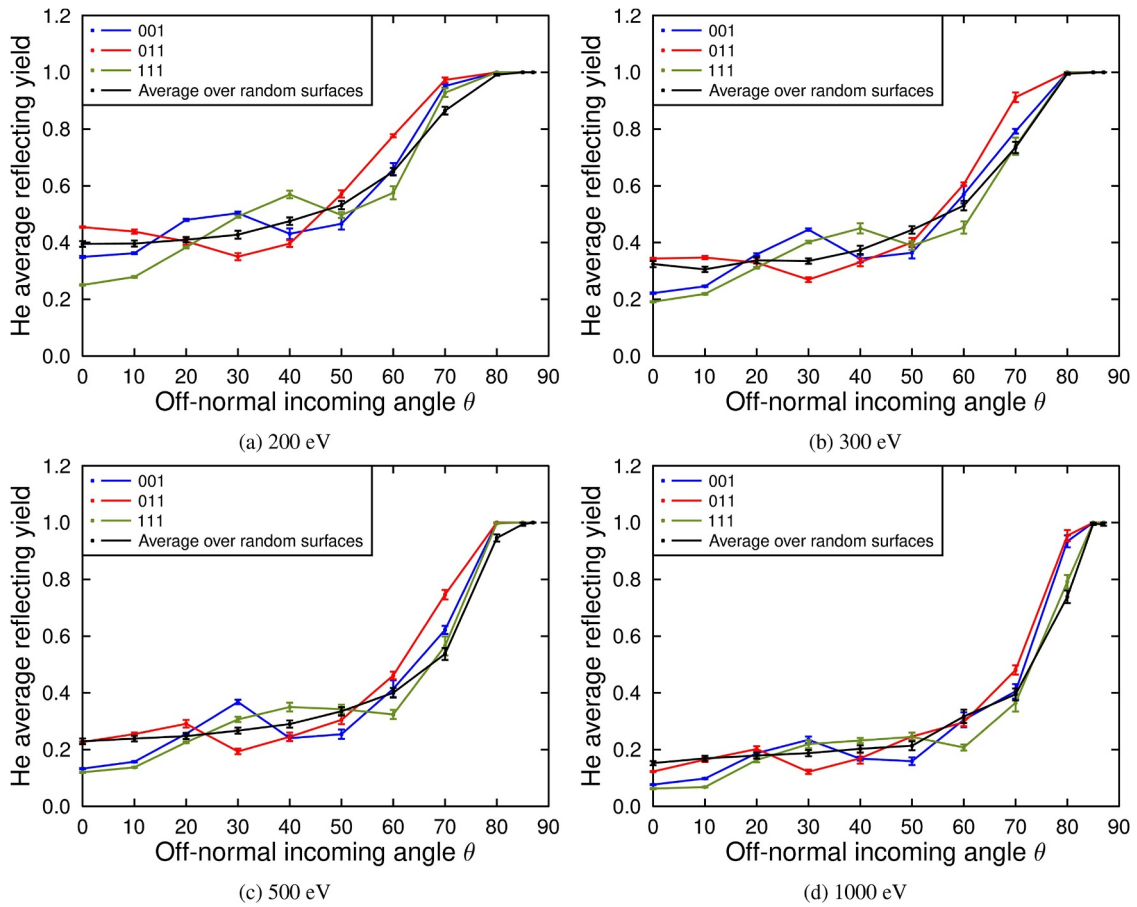 He average reflecting yield
1.2
1.0
0.8
0.6
0.4
0.2
0.0
001
011
111
Average over random surfaces
0 10 20 30 40 50 60 70 80 90
Off-normal incoming angle θ
(a) 200 eV
He average reflecting yield
1.2
1.0
0.8
0.6
0.4
0.2
0.0
001
011
111
Average over random surfaces
0 10 20 30 40 50 60 70 80 90
Off-normal incoming angle θ
(b) 300 eV
He average reflecting yield
1.2
1.0
0.8
0.6
0.4
0.2
0.0
001
011
111
Average over random surfaces
0 10 20 30 40 50 60 70 80 90
Off-normal incoming angle θ
(c) 500 eV
He average reflecting yield
1.2
1.0
0.8
0.6
0.4
0.2
0.0
001
011
111
Average over random surfaces
0 10 20 30 40 50 60 70 80 90
Off-normal incoming angle θ
(d) 1000 eV